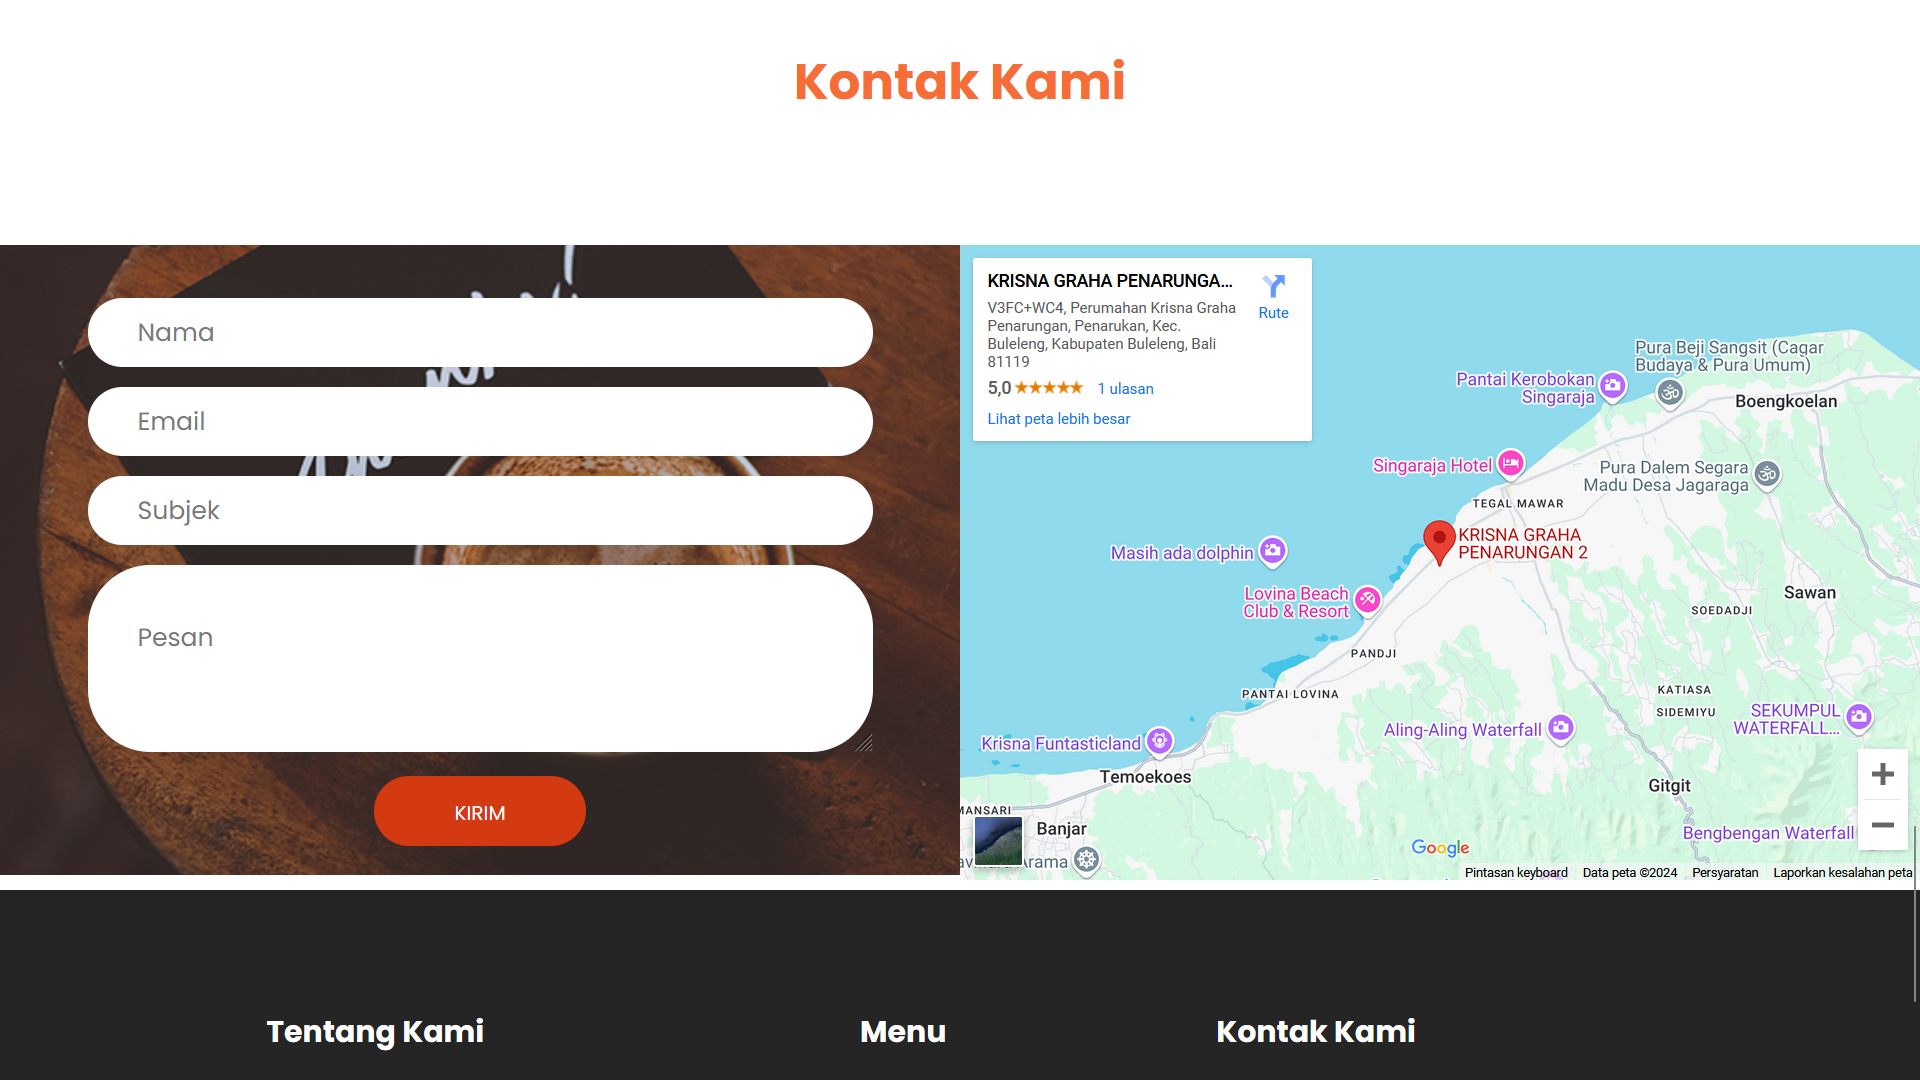 Kontak Kami
Nama
Email
Subjek
Pesan
KIRIM
KRISNA GRAHA PENARUNGA...
V3FC+WC4, Perumahan Krisna Graha
Penarungan, Penarukan, Kec.
Buleleng, Kabupaten Buleleng, Bali
81119
5,0
1 ulasan
Lihat peta lebih besar
Rute
Pura Beji Sangsit (Cagar
Budaya & Pura Umum)
Pantai Kerobokan
Singaraja
Boengkoelan
Singaraja Hotel
Pura Dalem Segara
Madu Desa Jagaraga
TEGAL MAWAR
KRISNA GRAHA
PENARUNGAN 2
Masih ada dolphin
Lovina Beach
Club & Resort
Sawan
SOEDADJI
PANDJI
PANTAI LOVINA
KATIASA
SIDEMIYU
SEKUMPUL
WATERFALL...
Aling-Aling Waterfall
Krisna Funtasticland
Temoekoes
Gitgit
MANSARI
Banjar
Bengbengan Waterfall
Arama
Google
Pintasan keyboard
Data peta ©2024
Persyaratan
Laporkan kesalahan peta
Tentang Kami
Menu
Kontak Kami